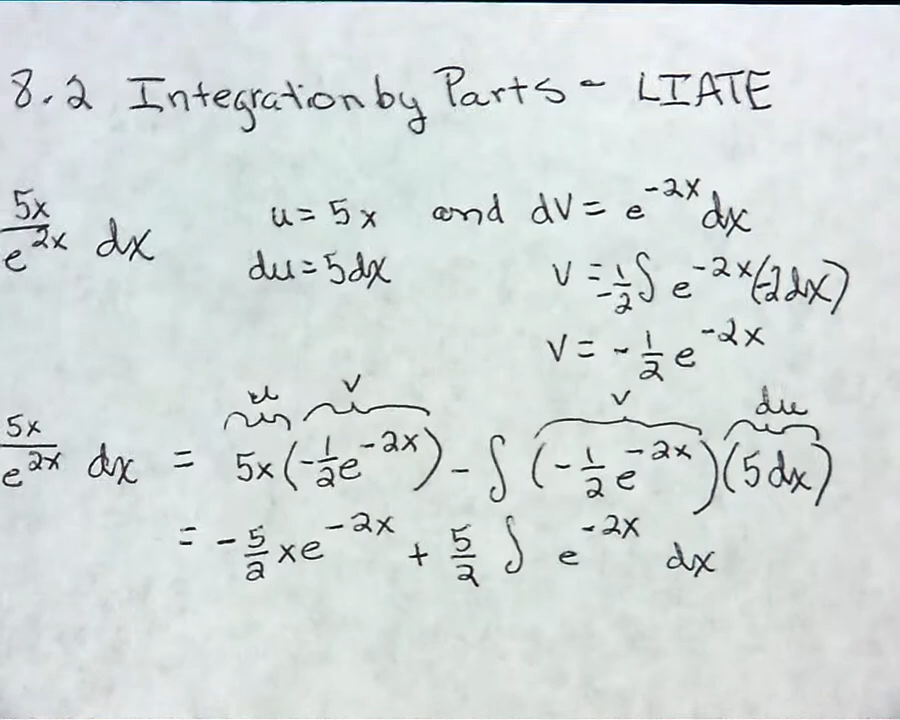 8.2 Integration by Parts - LIATE
5x/e^2x dx   u = 5x and dv = e^-2x dx
du = 5dx   v = -1/2 ∫ e^-2x (-2dx)
v = -1/2 e^-2x
u v v du
5x/e^2x dx = 5x(-1/2 e^-2x) - ∫ (-1/2 e^-2x)(5dx)
= -5/2 xe^-2x + 5/2 ∫ e^-2x dx